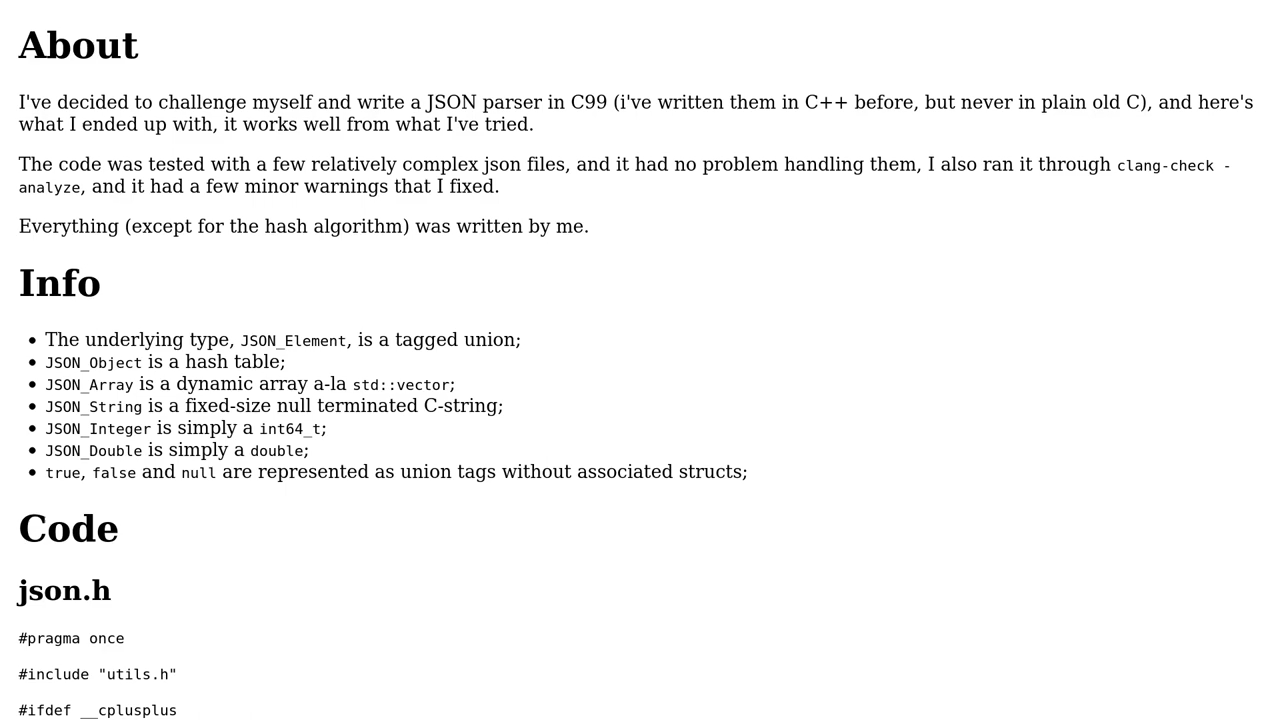 About
I've decided to challenge myself and write a JSON parser in C99 (i've written them in C++ before, but never in plain old C), and here's
what I ended up with, it works well from what I've tried.
The code was tested with a few relatively complex json files, and it had no problem handling them, I also ran it through clang-check -
analyze, and it had a few minor warnings that I fixed.
Everything (except for the hash algorithm) was written by me.
Info
• The underlying type, JSON_Element, is a tagged union;
• JSON_Object is a hash table;
• JSON_Array is a dynamic array a-la std::vector;
• JSON_String is a fixed-size null terminated C-string;
• JSON_Integer is simply a int64_t;
• JSON_Double is simply a double;
• true, false and null are represented as union tags without associated structs;
Code
json.h
#pragma once
#include "utils.h"
#ifdef __cplusplus